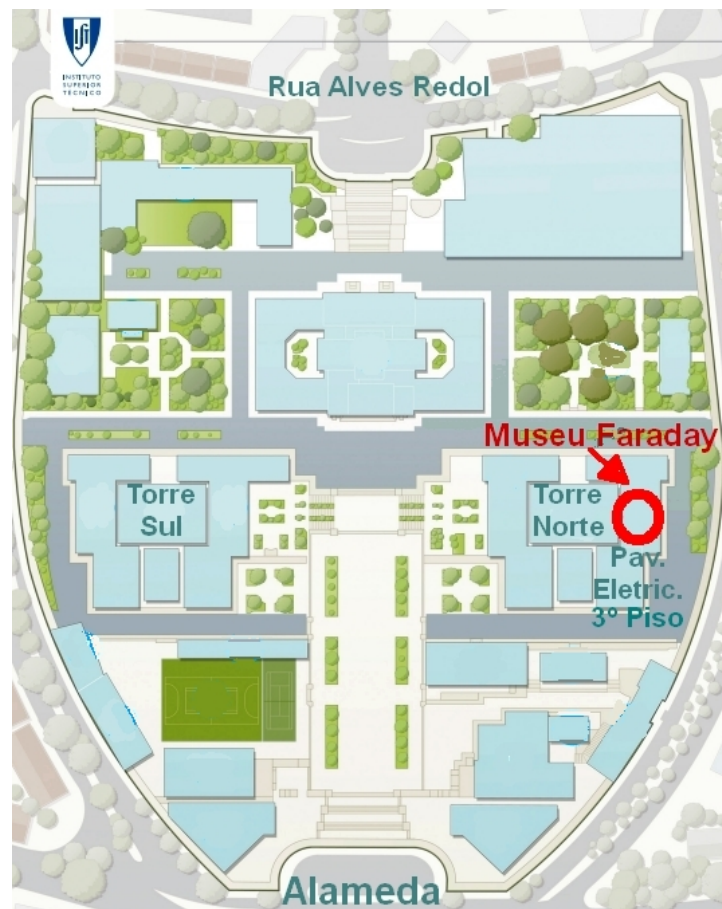 INSTITUTO
SUPERIOR
TÉCNICO
Rua Alves Redol
Museu Faraday
Torre
Sul
Torre
Norte
Pav.
Eletric.
3º Piso
Alameda